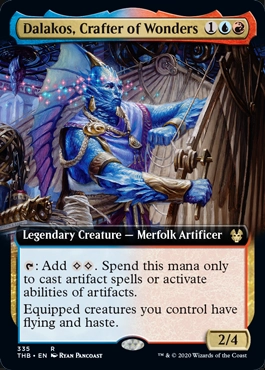 Dalakos, Crafter of Wonders 1
Legendary Creature — Merfolk Artificer
: Add . Spend this mana only
to cast artifact spells or activate
abilities of artifacts.
Equipped creatures you control have
flying and haste.
2/4
335 R
THB • EN Ryan Pancoast
™ & © 2020 Wizards of the Coast